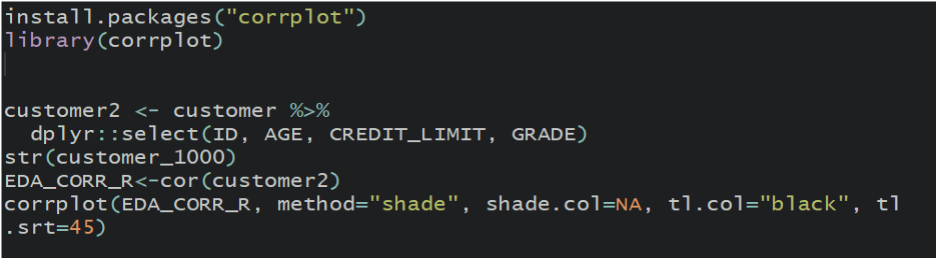 install.packages("corrplot")
library(corrplot)
customer2 <- customer %>%
dplyr::select(ID, AGE, CREDIT_LIMIT, GRADE)
str(customer_1000)
EDA_CORR_R<-cor(customer2)
corrplot(EDA_CORR_R, method="shade", shade.col=NA, tl.col="black", tl
.srt=45)